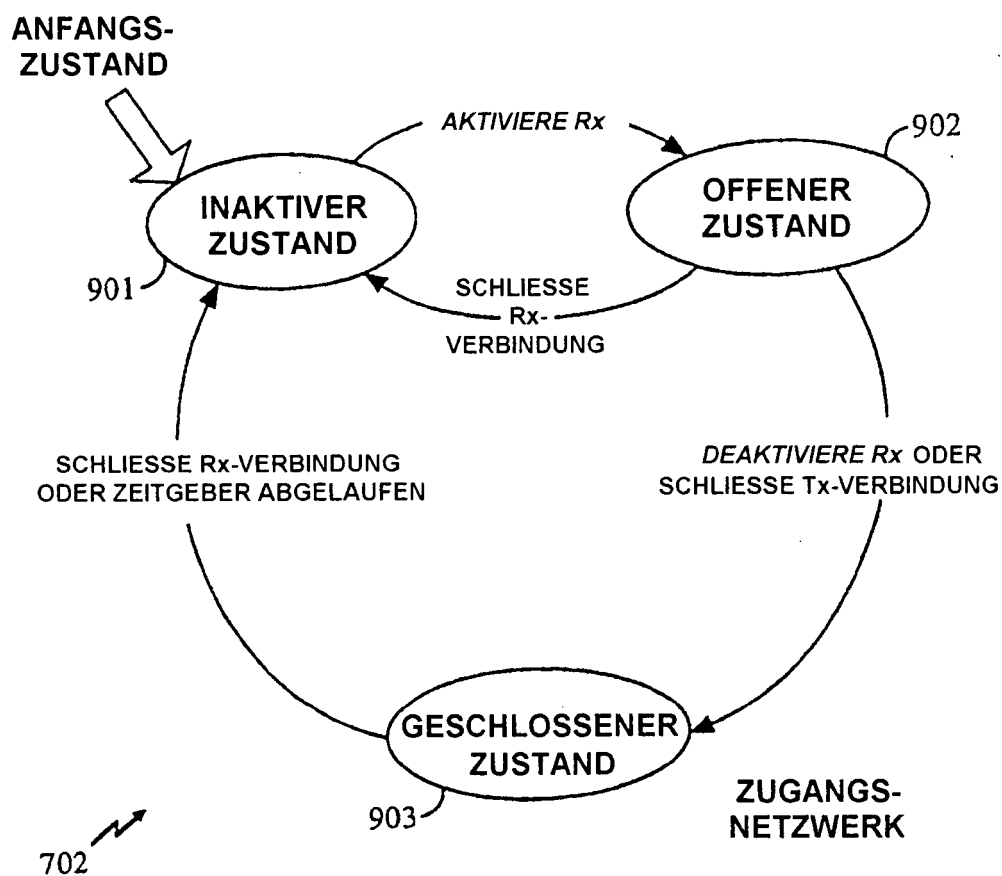 ANFANGS-
ZUSTAND
AKTIVIERE Rx
902
INAKTIVER
ZUSTAND
OFFENER
ZUSTAND
901
SCHLIESSE
Rx-
VERBINDUNG
SCHLIESSE Rx-VERBINDUNG
ODER ZEITGEBER ABGELAUFEN
DEAKTIVIERE Rx ODER
SCHLIESSE Tx-VERBINDUNG
GESCHLOSSENER
ZUSTAND
903
ZUGANGS-
NETZWERK
702